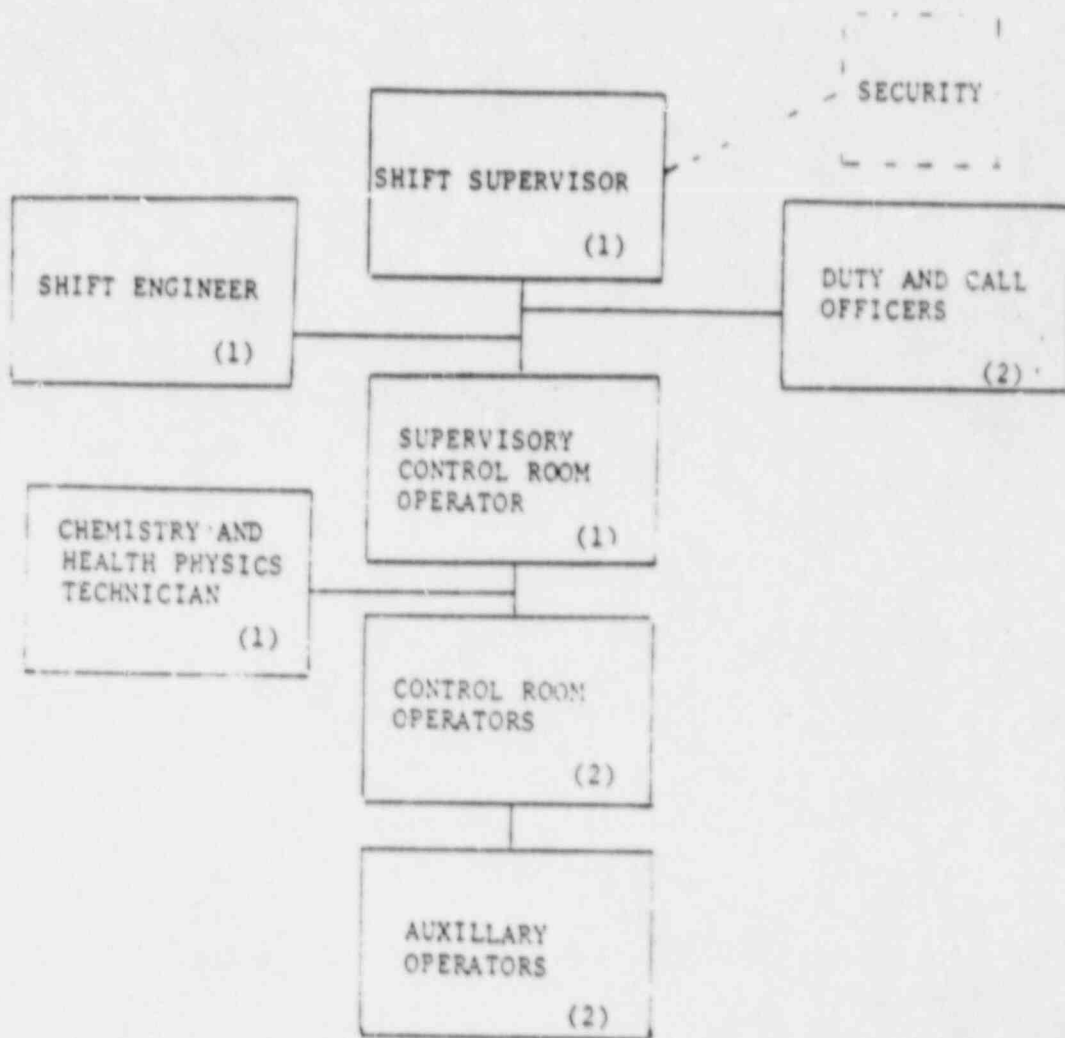 SECURITY
SHIFT SUPERVISOR
(1)
SHIFT ENGINEER
(1)
DUTY AND CALL
OFFICERS
(2)
SUPERVISORY
CONTROL ROOM
OPERATOR
(1)
CHEMISTRY AND
HEALTH PHYSICS
TECHNICIAN
(1)
CONTROL ROOM
OPERATORS
(2)
AUXILLARY
OPERATORS
(2)